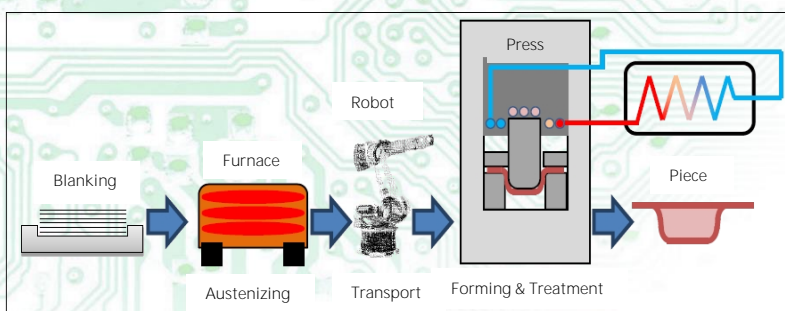 Press
Robot
Furnace
Blanking
Piece
Austenizing
Transport
Forming & Treatment